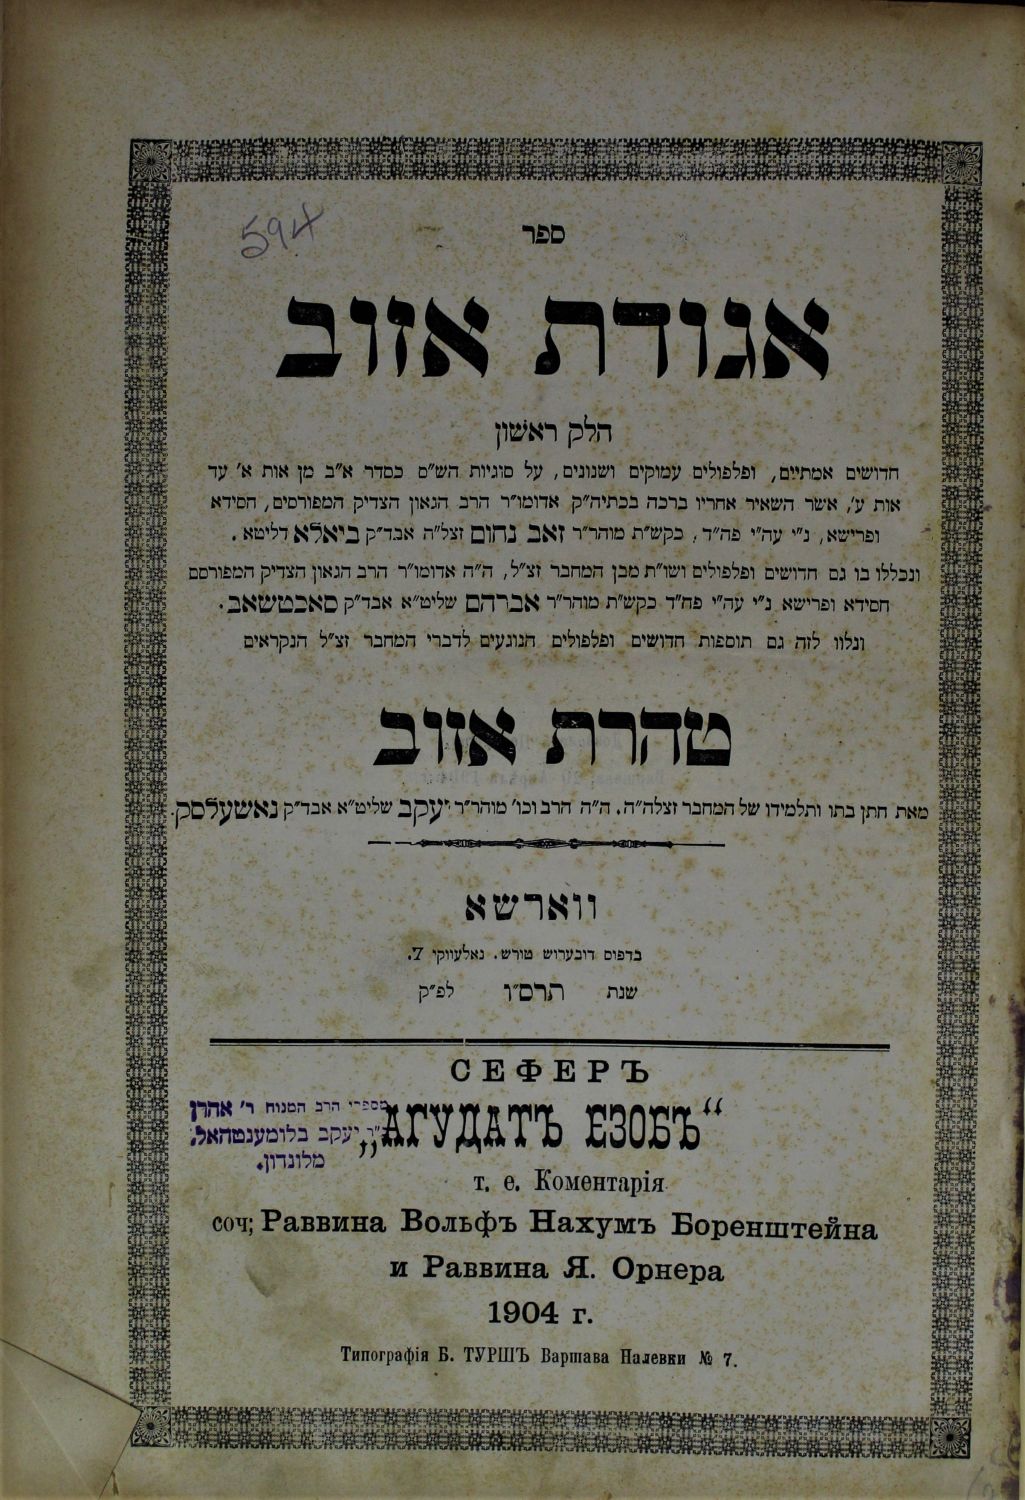 594
ספר
אגודת אזוב
חלק ראשון
חדושים אמתיים, ופלפולים עמוקים ושנונים, על סוגיות הש״ס כסדר א״ב מן אות א׳ עד
אות ע׳, אשר השאיר אחריו ברכה בכתיה״ק אדומו״ר הרב הגאון הצדיק המפורסים, חסידא
ופרישא, נ״י עה״י פה״ד, כקש״ת מוהר״ר זאב נחום זצל״ה אבד״ק ביאלא דליטא.
ונכללו בו גם חדושים ופלפולים ושו״ת מבן המחבר זצ״ל, ה״ה אדומו״ר הרב הגאון הצדיק המפורסם
חסידא ופרישא נ״י עה״י פה״ד כקש״ת מוהר״ר אברהם שליט״א אבד״ק סאכטשאב.
ונלוו לזה גם תוספות חדושים ופלפולים הנוגעים לדברי המחבר זצ״ל הנקראים
טהרת אזוב
מאת חתן בתו ותלמידו של המחבר זצלה״ה. ה״ה הרב וכו׳ מוהר״ר יעקב שליט״א אבד״ק נאשעלסק.
ווארשא
בדפוס דובעריש טורש. נאלעווקי 7.
שנת תרס״ו לפ״ק
СЕФЕРЪ
„АГУДАТЪ ЕЗОБЪ“
מספרי הרב המנוח ר׳ אהרן
יעקב בלומענטהאל,
מלונדון.
т. е. Коментарія
соч; Раввина Вольфъ Нахумъ Боренштейна
и Раввина Я. Орнера
1904 г.
Типографія Б. ТУРШЪ Варшава Налевки № 7.